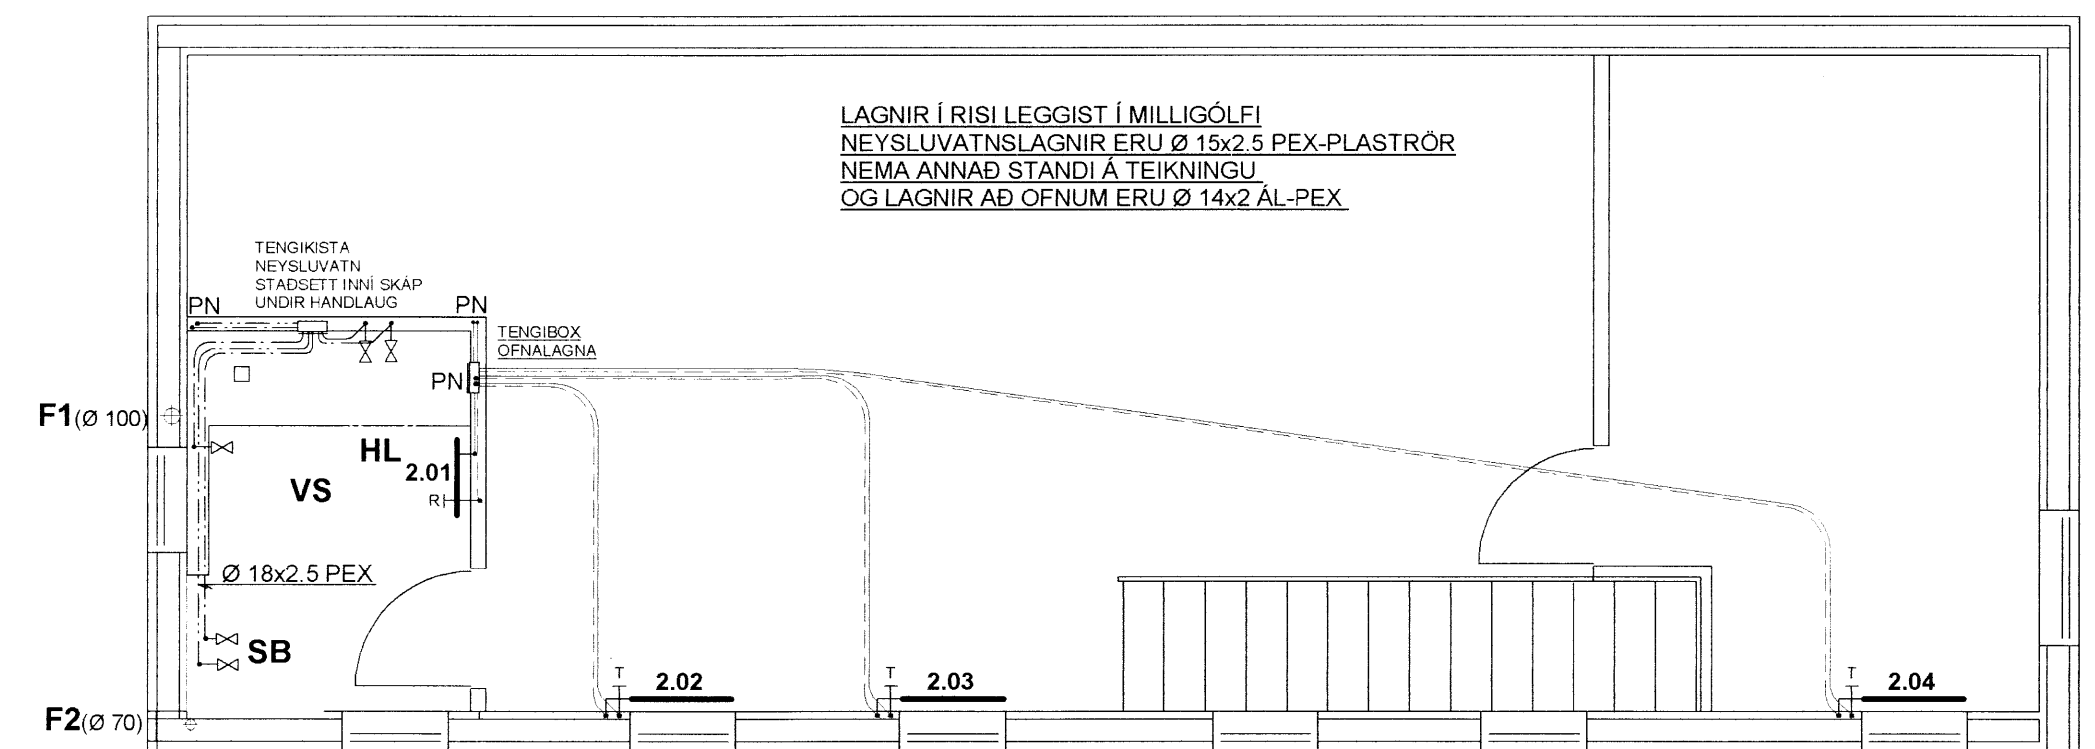 LAGNIR Í RISI LEGGIST Í MILLIGÓLFI
NEYSLUVATNSLAGNIR ERU Ø 15x2.5 PEX-PLASTRÖR
NEMA ANNAÐ STANDI Á TEIKNINGU
OG LAGNIR AÐ OFNUM ERU Ø 14x2 ÁL-PEX
TENGIKISTA
NEYSLUVATN
STAÐSETT INNÍ SKÁP
UNDIR HANDLAUG
PN
PN
TENGIBOX
OFNALAGNA
PN
F1(Ø 100)
HL
2.01
R
VS
Ø 18x2.5 PEX
SB
T
2.02
T
2.03
T
2.04
F2(Ø 70)